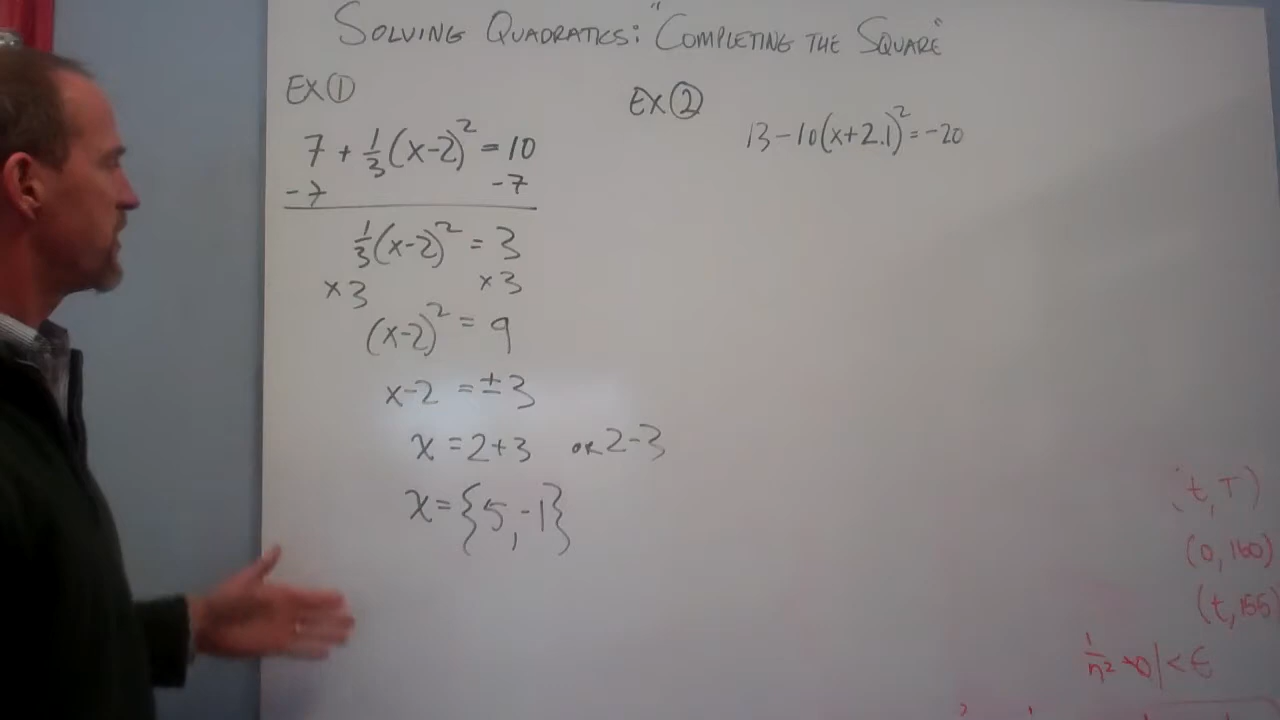 SOLVING QUADRATICS: "COMPLETING THE SQUARE"
EX ①
7 + 1/3(x-2)² = 10
-7 -7
1/3(x-2)² = 3
×3 ×3
(x-2)² = 9
x-2 = ±3
x = 2+3 OR 2-3
x = {5, -1}
EX ②
13 - 10(x+2.1)² = -20
(t, T)
(0, 160)
(t, 155